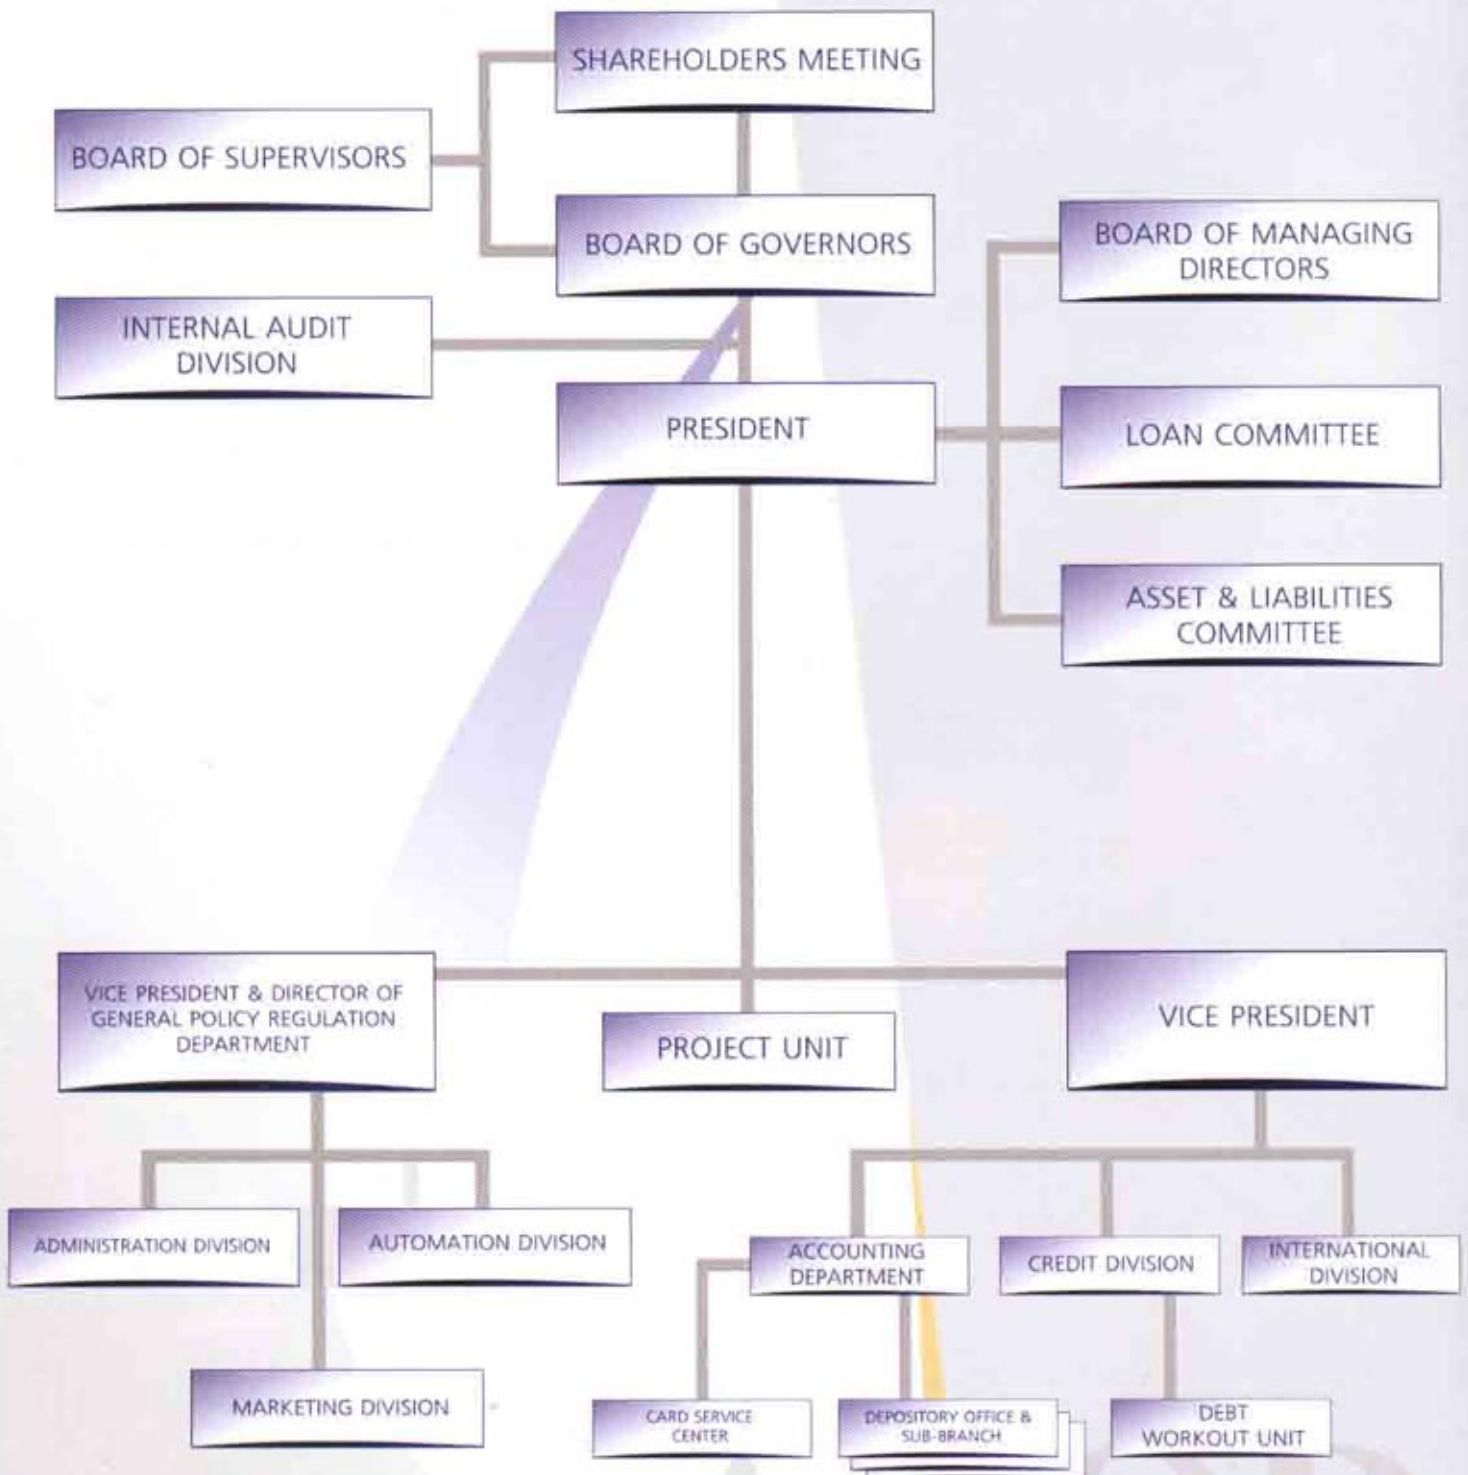 SHAREHOLDERS MEETING
BOARD OF SUPERVISORS
BOARD OF GOVERNORS
BOARD OF MANAGING
DIRECTORS
INTERNAL AUDIT
DIVISION
PRESIDENT
LOAN COMMITTEE
ASSET & LIABILITIES
COMMITTEE
VICE PRESIDENT & DIRECTOR OF
GENERAL POLICY REGULATION
DEPARTMENT
PROJECT UNIT
VICE PRESIDENT
ADMINISTRATION DIVISION
AUTOMATION DIVISION
ACCOUNTING
DEPARTMENT
CREDIT DIVISION
INTERNATIONAL
DIVISION
MARKETING DIVISION
CARD SERVICE
CENTER
DEPOSITORY OFFICE &
SUB-BRANCH
DEBT
WORKOUT UNIT